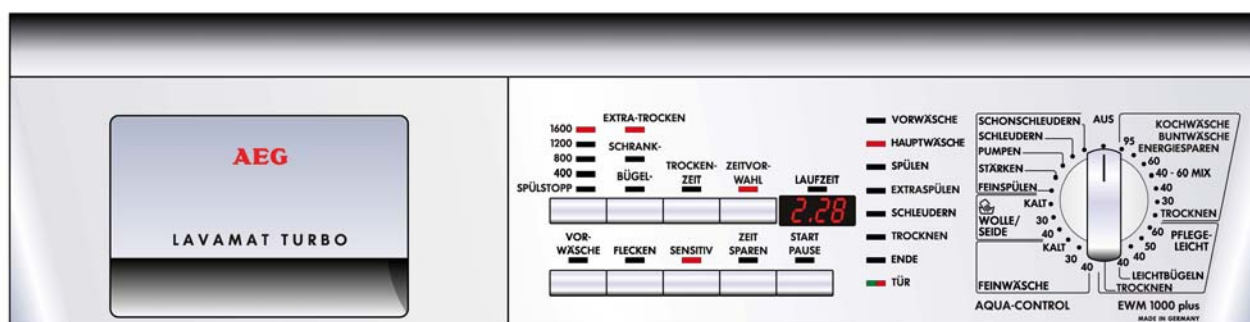 AEG
LAVAMAT TURBO
1600
1200
800
400
SPÜLSTOPP
EXTRA-TROCKEN
SCHRANK-
BÜGEL-
TROCKEN-
ZEIT
ZEITVOR-
WAHL
LAUFZEIT
2.28
VOR-
WÄSCHE
FLECKEN
SENSITIV
ZEIT
SPAREN
START
PAUSE
VORWÄSCHE
HAUPTWÄSCHE
SPÜLEN
EXTRASPÜLEN
SCHLEUDERN
TROCKNEN
ENDE
TÜR
SCHONSCHLEUDERN
SCHLEUDERN
PUMPEN
STÄRKEN
FEINSPÜLEN
KALT
WOLLE/
SEIDE
30
40
KALT
30
40
FEINWÄSCHE
AUS
KOCHWÄSCHE
BUNTWÄSCHE
ENERGIESPAREN
95
60
40 - 60 MIX
40
30
TROCKNEN
60
50
40
40
PFLEGE-
LEICHT
LEICHTBÜGELN
TROCKNEN
AQUA-CONTROL
EWM 1000 plus
MADE IN GERMANY